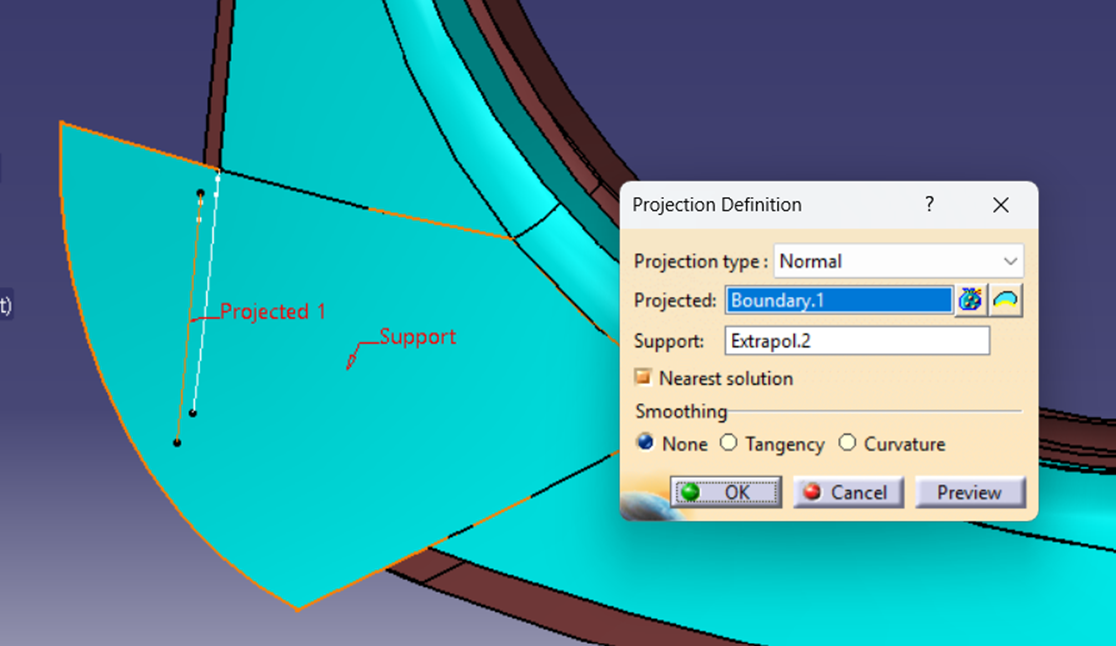 Projection Definition ? ×
Projection type : Normal
Projected: Boundary.1
Support: Extrapol.2
Nearest solution
Smoothing
None Tangency Curvature
OK Cancel Preview
t)
Projected 1
Support